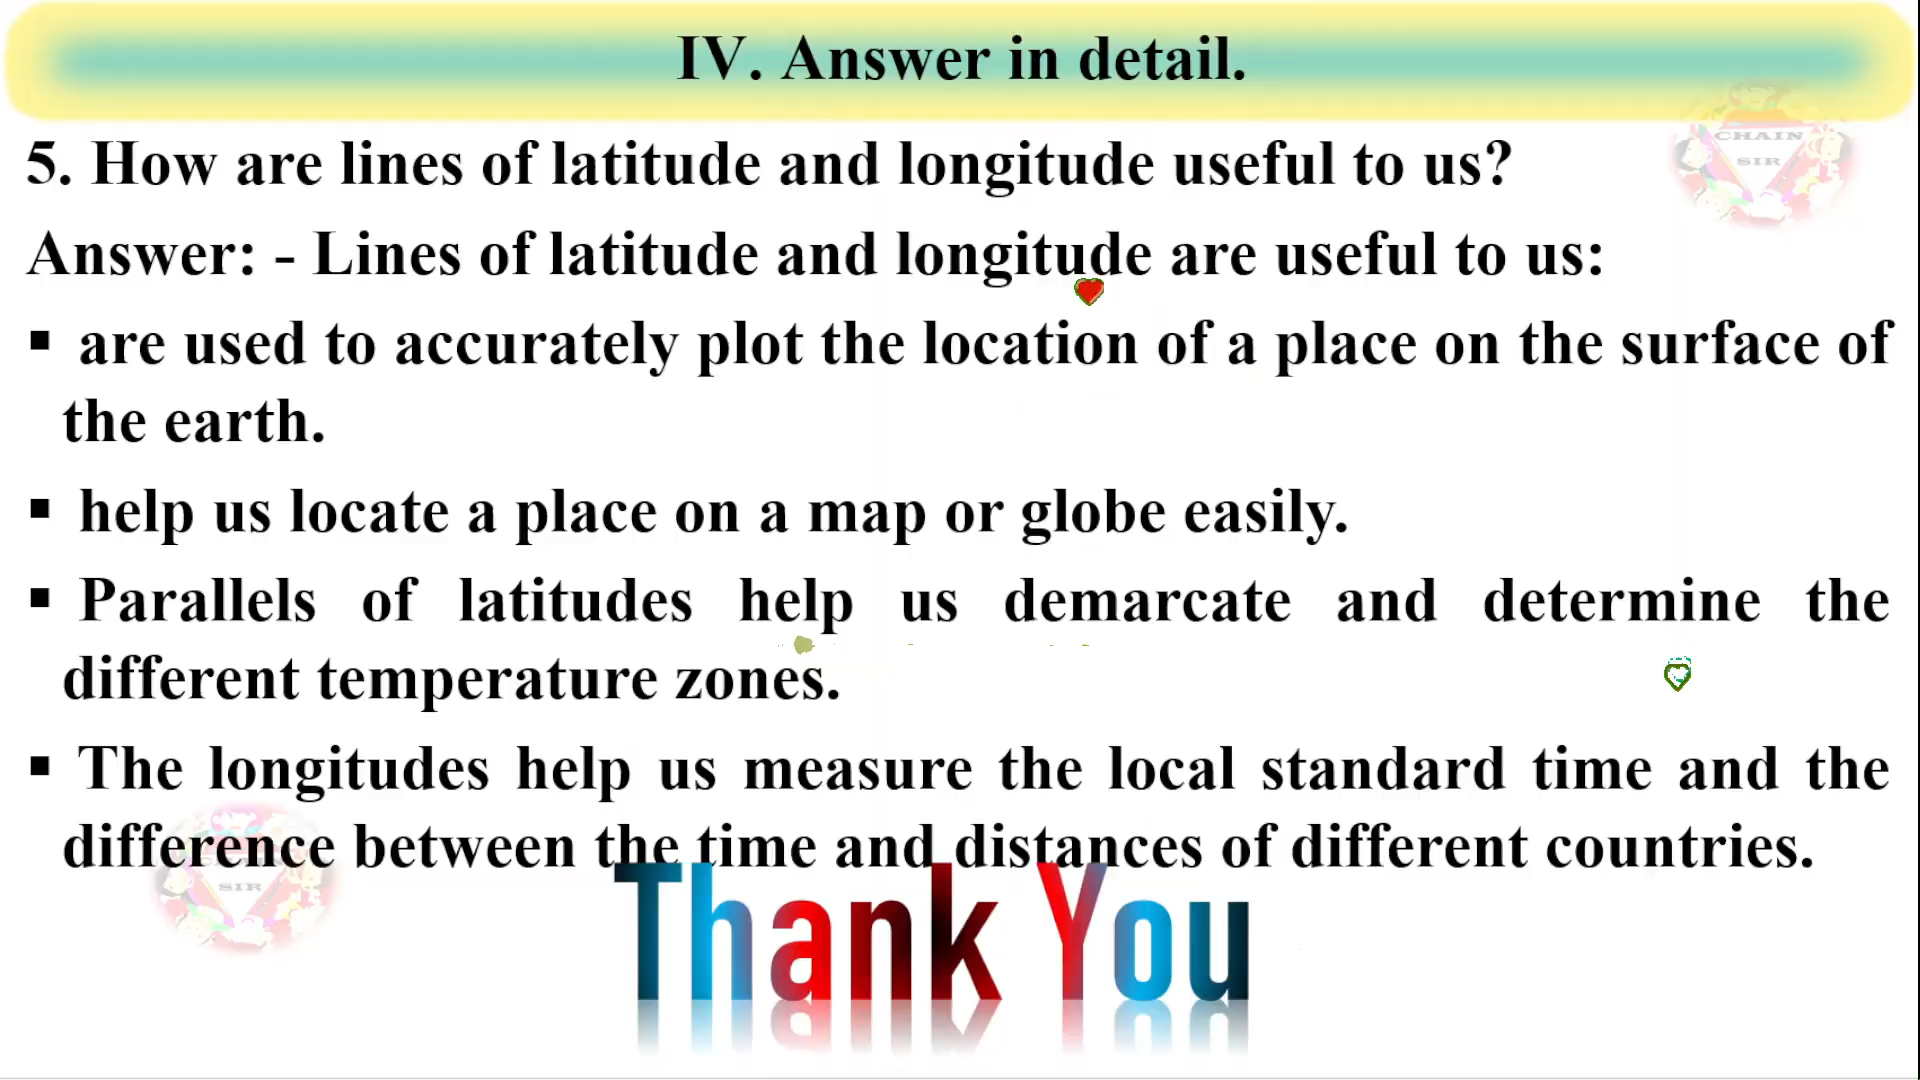 IV. Answer in detail.
CHAIN
SIR
5. How are lines of latitude and longitude useful to us?
Answer: - Lines of latitude and longitude are useful to us:
▪ are used to accurately plot the location of a place on the surface of
the earth.
▪ help us locate a place on a map or globe easily.
▪ Parallels of latitudes help us demarcate and determine the
different temperature zones.
▪ The longitudes help us measure the local standard time and the
difference between the time and distances of different countries.
SIR
Thank You